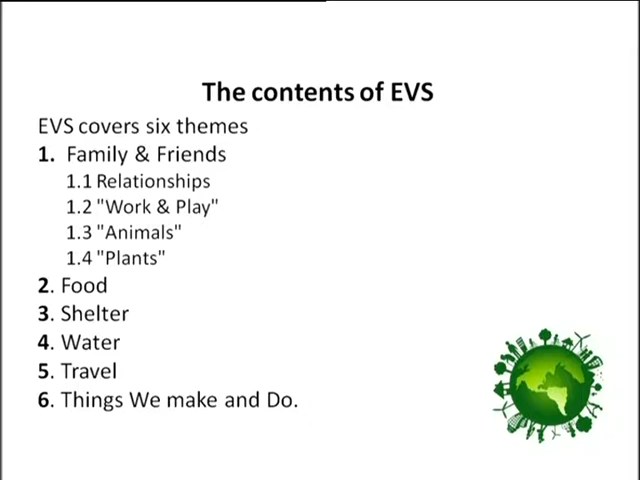 The contents of EVS
EVS covers six themes
1. Family & Friends
1.1 Relationships
1.2 "Work & Play"
1.3 "Animals"
1.4 "Plants"
2. Food
3. Shelter
4. Water
5. Travel
6. Things We make and Do.